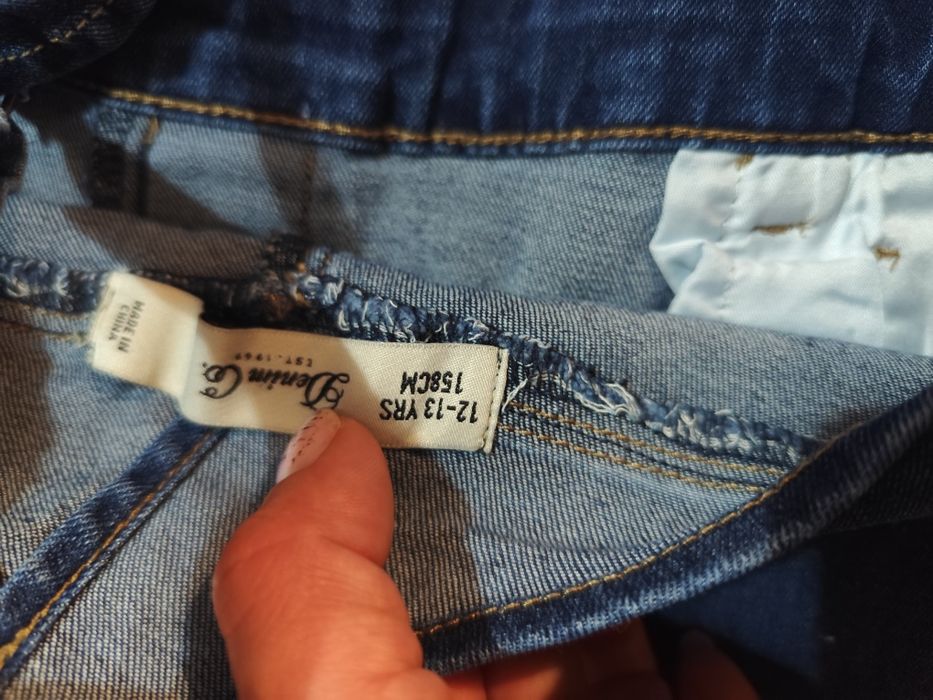 12-13 YRS
158CM
Denim Co.
EST. 1969
MADE IN
CHINA